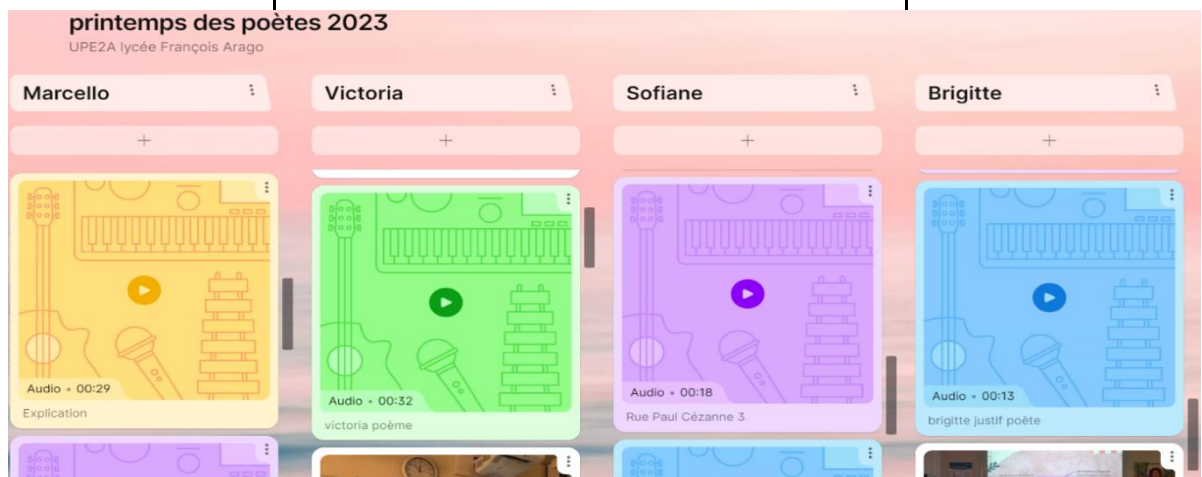 printemps des poètes 2023
UPE2A lycée François Arago
Marcello
Victoria
Sofiane
Brigitte
Audio • 00:29
Explication
Audio • 00:32
victoria poème
Audio • 00:18
Rue Paul Cézanne 3
Audio • 00:13
brigitte justif poète